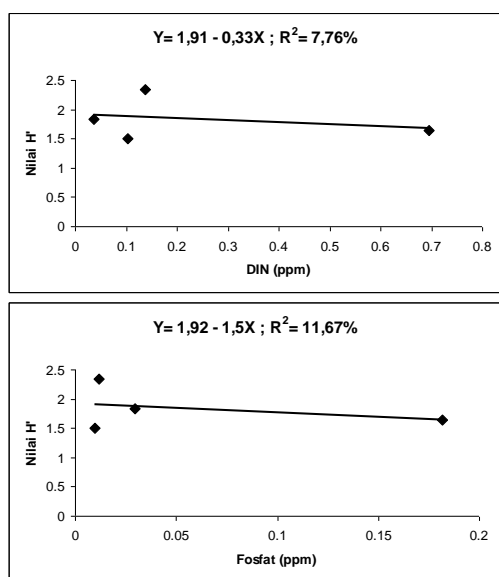 Y= 1,91 - 0,33X ; R²= 7,76%
2.5
2
1.5
1
0.5
0
Nilai H'
0 0.1 0.2 0.3 0.4 0.5 0.6 0.7 0.8
DIN (ppm)
Y= 1,92 - 1,5X ; R²= 11,67%
2.5
2
1.5
1
0.5
0
Nilai H'
0 0.05 0.1 0.15 0.2
Fosfat (ppm)